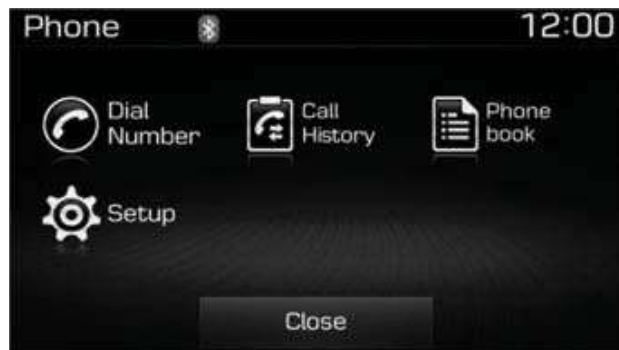 Phone 12:00
Dial
Number
Call
History
Phone
book
Setup
Close